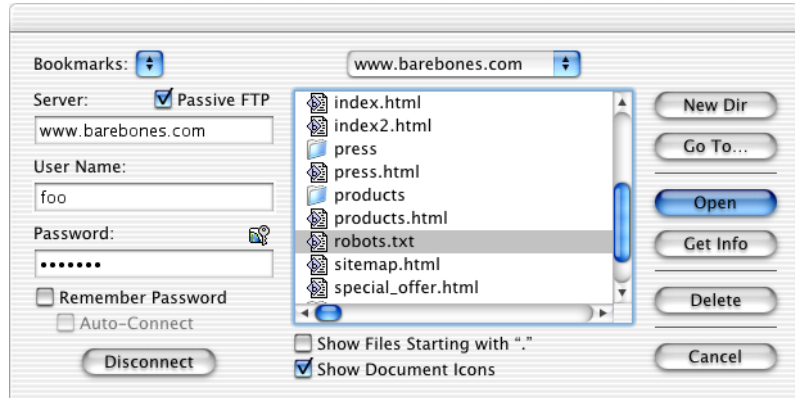 Bookmarks:
www.barebones.com
Server:
Passive FTP
www.barebones.com
User Name:
foo
Password:
•••••••
Remember Password
Auto-Connect
Disconnect
index.html
index2.html
press
press.html
products
products.html
robots.txt
sitemap.html
special_offer.html
Show Files Starting with “.”
Show Document Icons
New Dir
Go To...
Open
Get Info
Delete
Cancel